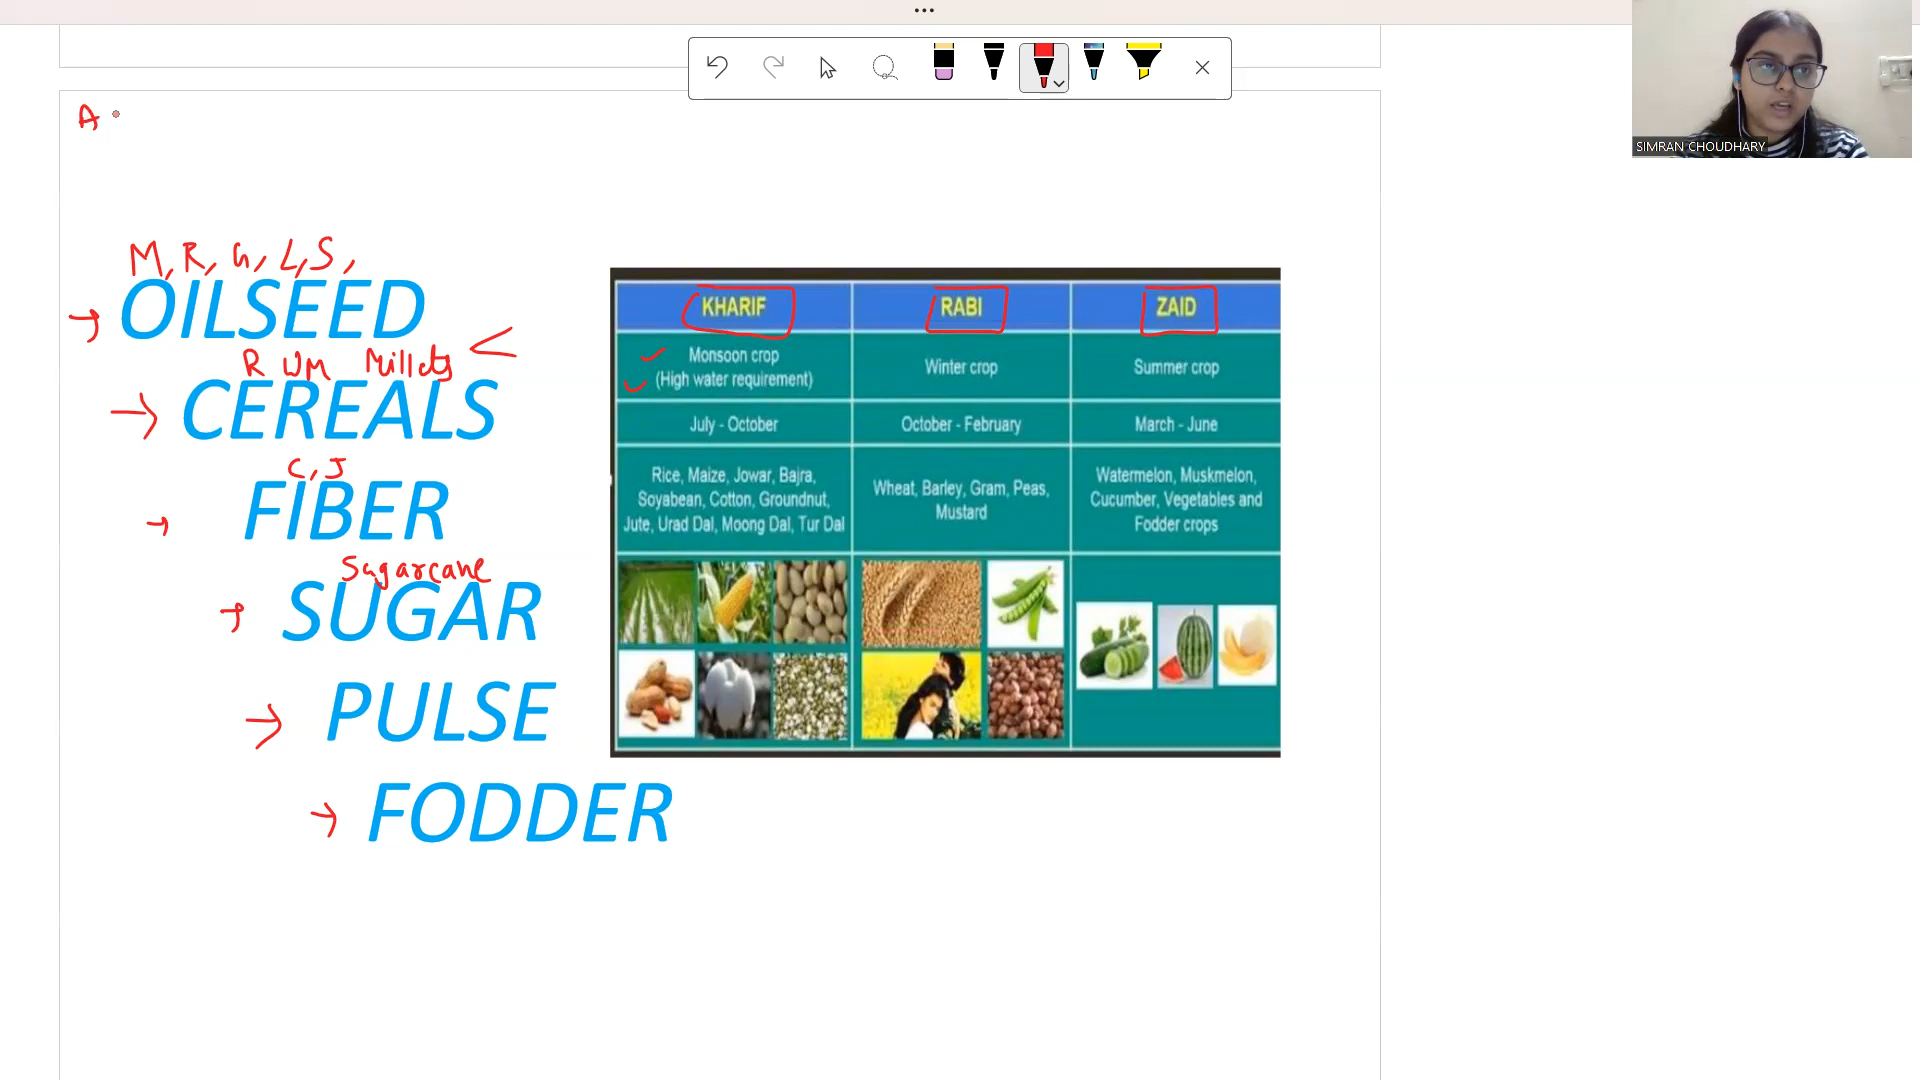 ...
SIMRAN CHOUDHARY
A
M, R, G, L, S,
OILSEED
R W M Millets
CEREALS
C, J
FIBER
Sugarcane
SUGAR
PULSE
FODDER
KHARIF RABI ZAID
Monsoon crop
(High water requirement)
Winter crop
Summer crop
July - October
October - February
March - June
Rice, Maize, Jowar, Bajra,
Soyabean, Cotton, Groundnut,
Jute, Urad Dal, Moong Dal, Tur Dal
Wheat, Barley, Gram, Peas,
Mustard
Watermelon, Muskmelon,
Cucumber, Vegetables and
Fodder crops